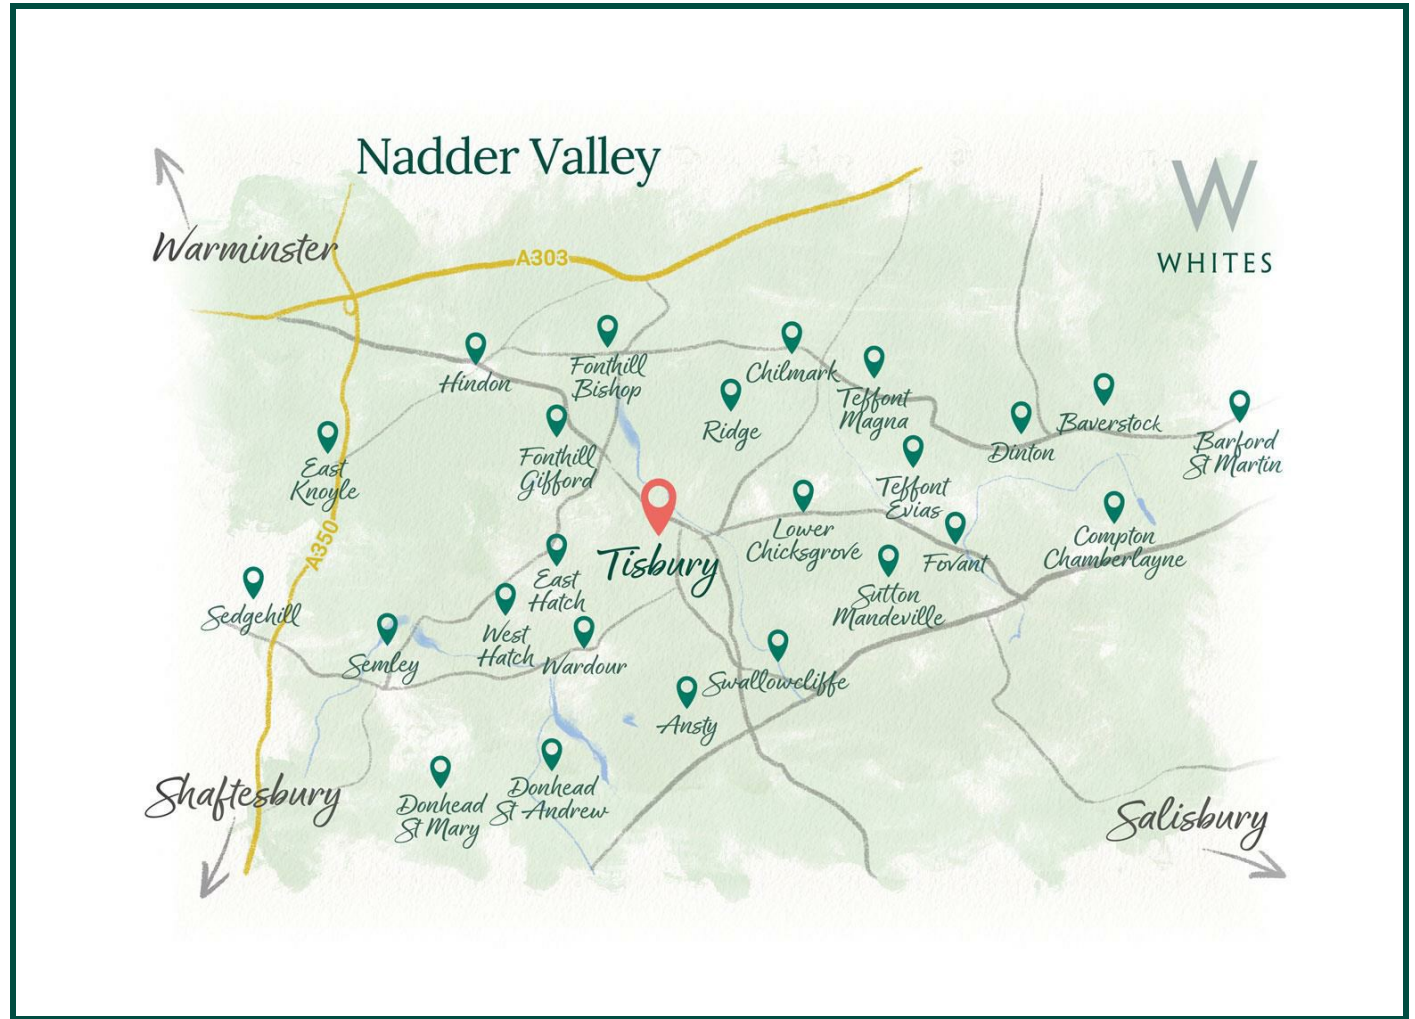 Nadder Valley
W
WHITES
Warminster
A303
Hindon
Fonthill
Bishop
Chilmark
Teffont
Magna
Ridge
Baverstock
Dinton
Barford
St Martin
East
Knoyle
Fonthill
Gifford
Teffont
Evias
A350
Tisbury
Lower
Chicksgrove
Fovant
Compton
Chamberlayne
East
Hatch
Sutton
Mandeville
Sedgehill
Semley
West
Hatch
Wardour
Swallowcliffe
Ansty
Shaftesbury
Donhead
St Mary
Donhead
St Andrew
Salisbury